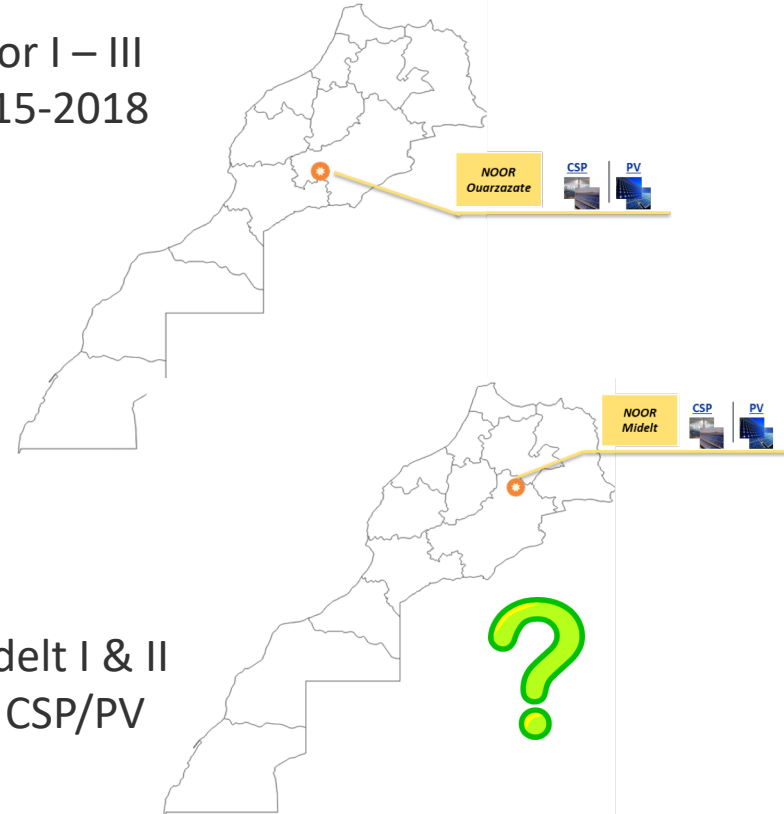 or I – III
15-2018
NOOR
Ouarzazate
CSP
PV
NOOR
Midelt
CSP
PV
delt I & II
CSP/PV
?